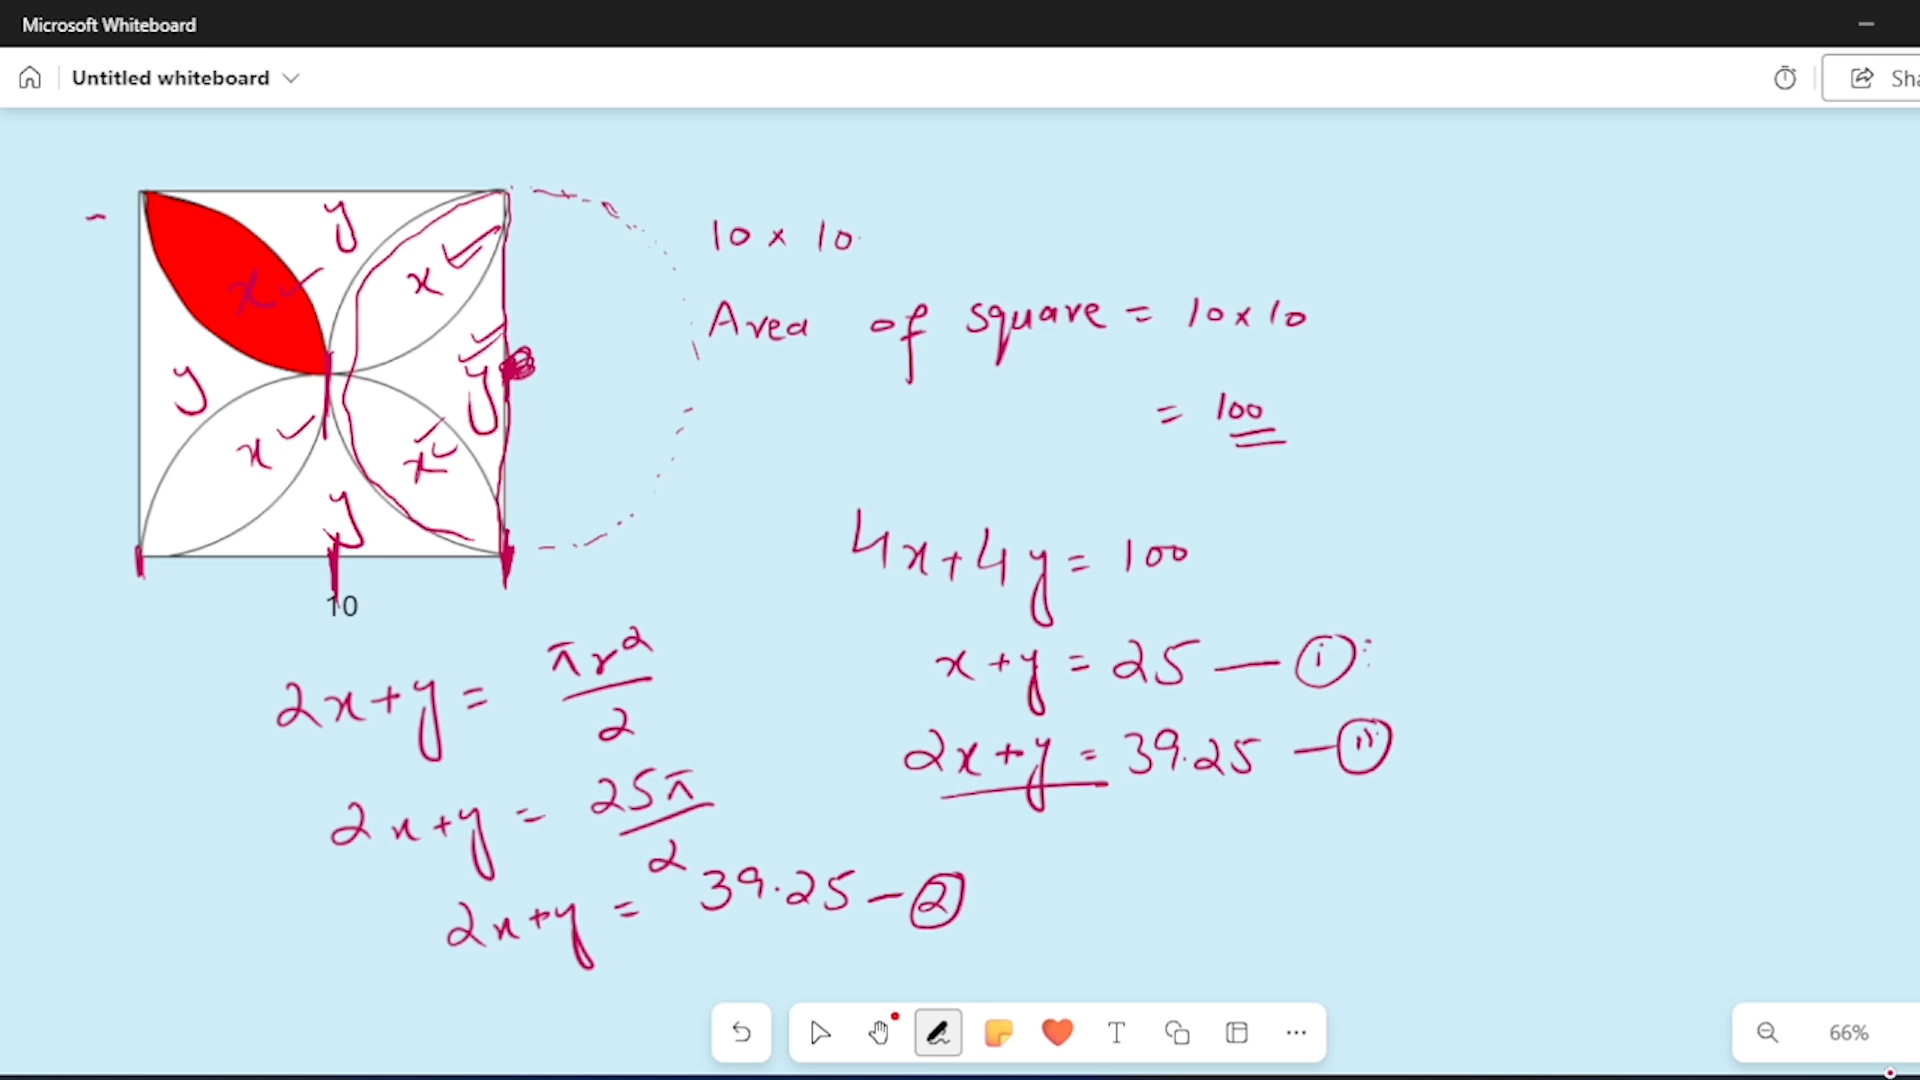 Microsoft Whiteboard
Untitled whiteboard
Sha
y
x
x
y
y
x
x
y
10
10 × 10
Area of square = 10 × 10
= 100
4x + 4y = 100
x + y = 25 — (i)
2x + y = 39.25 — (ii)
2x + y = πr²/2
2x + y = 25π/2
2x + y = 39.25 — (2)
66%